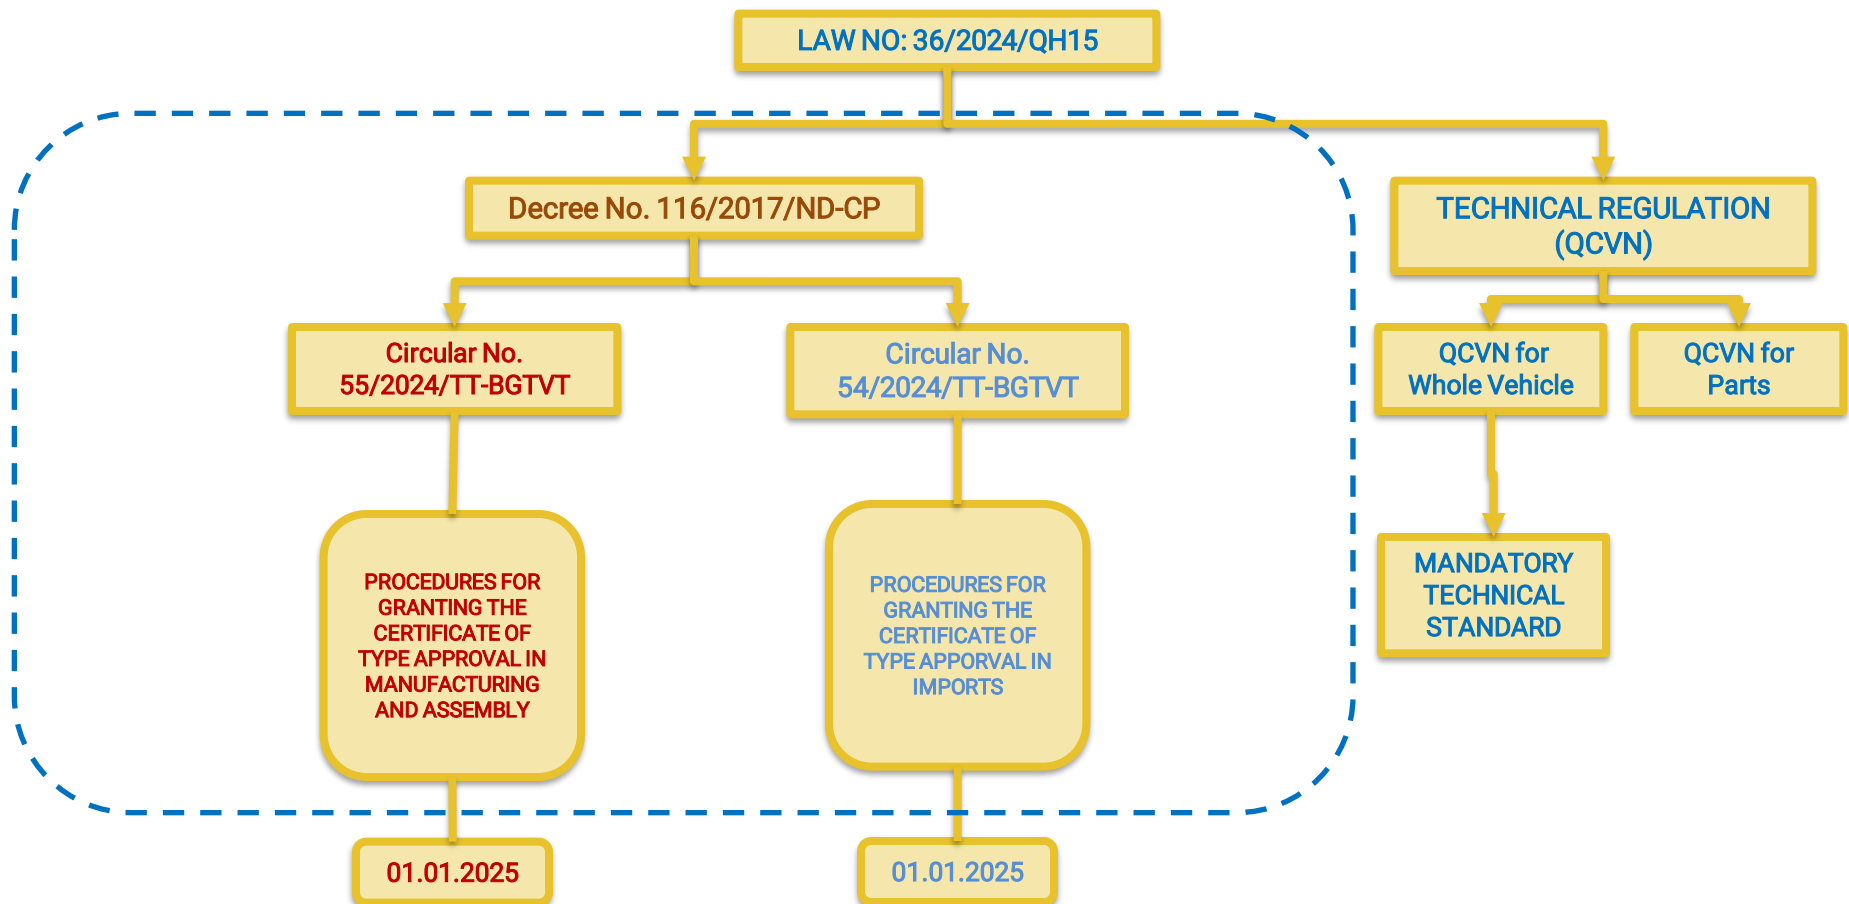 LAW NO: 36/2024/QH15
Decree No. 116/2017/ND-CP
TECHNICAL REGULATION
(QCVN)
Circular No.
55/2024/TT-BGTVT
Circular No.
54/2024/TT-BGTVT
QCVN for
Whole Vehicle
QCVN for
Parts
PROCEDURES FOR
GRANTING THE
CERTIFICATE OF
TYPE APPROVAL IN
MANUFACTURING
AND ASSEMBLY
PROCEDURES FOR
GRANTING THE
CERTIFICATE OF
TYPE APPORVAL IN
IMPORTS
MANDATORY
TECHNICAL
STANDARD
01.01.2025
01.01.2025